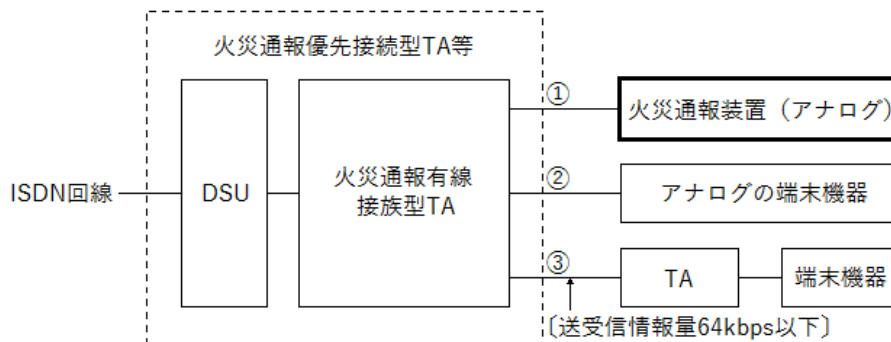 火災通報優先接続型TA等
①
火災通報装置（アナログ）
ISDN回線
DSU
火災通報有線
接族型TA
②
アナログの端末機器
③
TA
端末機器
〔送受信情報量64kbps以下〕